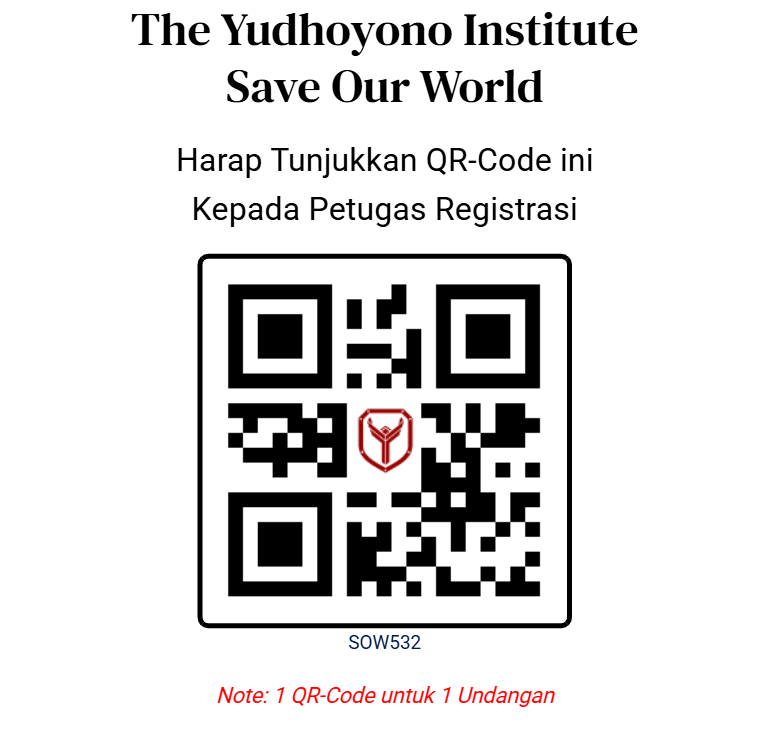 The Yudhoyono Institute
Save Our World
Harap Tunjukkan QR-Code ini
Kepada Petugas Registrasi
SOW532
Note: 1 QR-Code untuk 1 Undangan